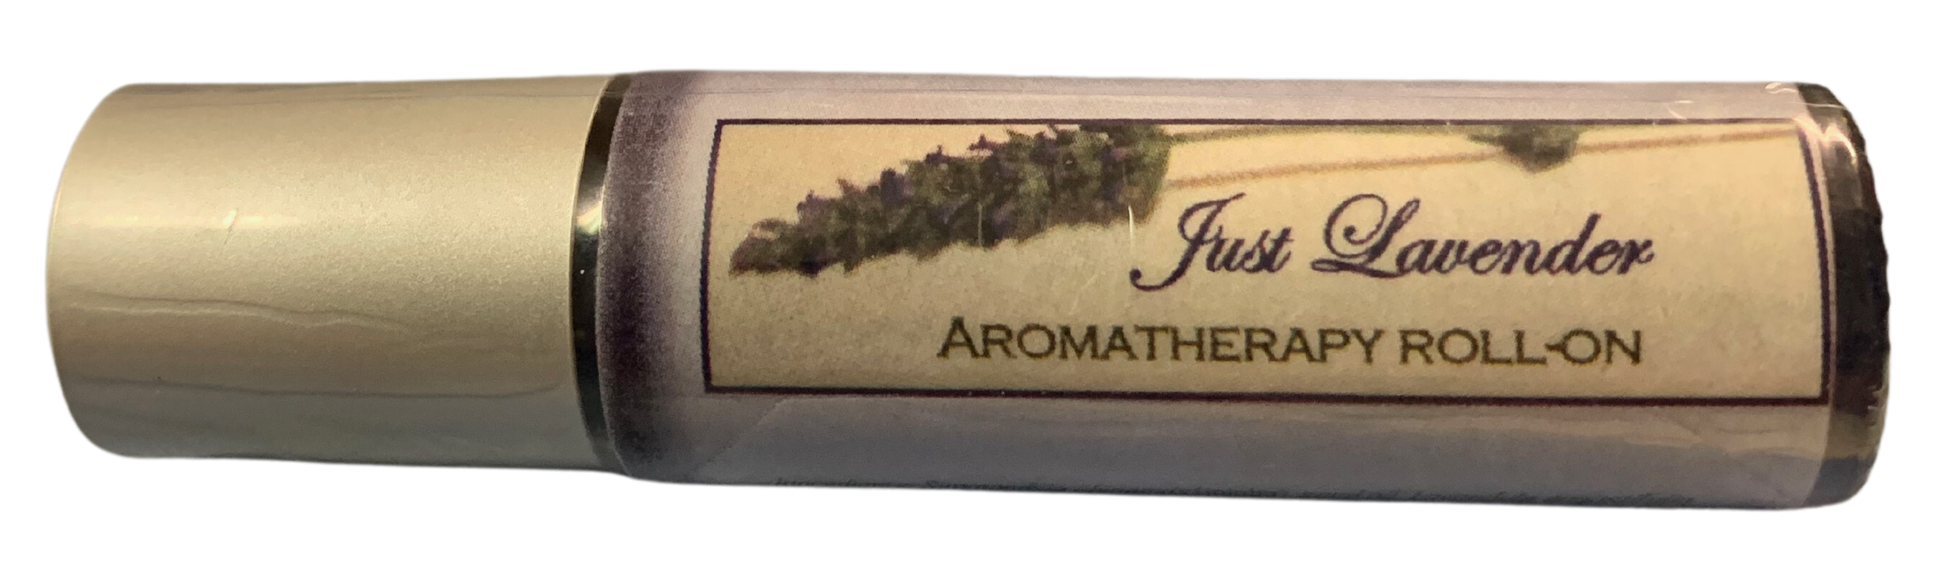 Just Lavender
AROMATHERAPY ROLL-ON